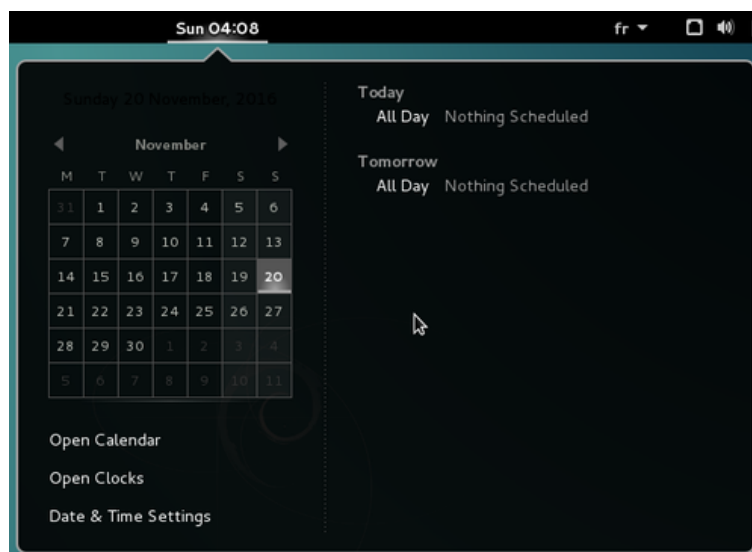 Sun 04:08 fr
Sunday 20 November, 2016
November
M T W T F S S
31 1 2 3 4 5 6
7 8 9 10 11 12 13
14 15 16 17 18 19 20
21 22 23 24 25 26 27
28 29 30 1 2 3 4
5 6 7 8 9 10 11
Open Calendar
Open Clocks
Date & Time Settings
Today
All Day Nothing Scheduled
Tomorrow
All Day Nothing Scheduled